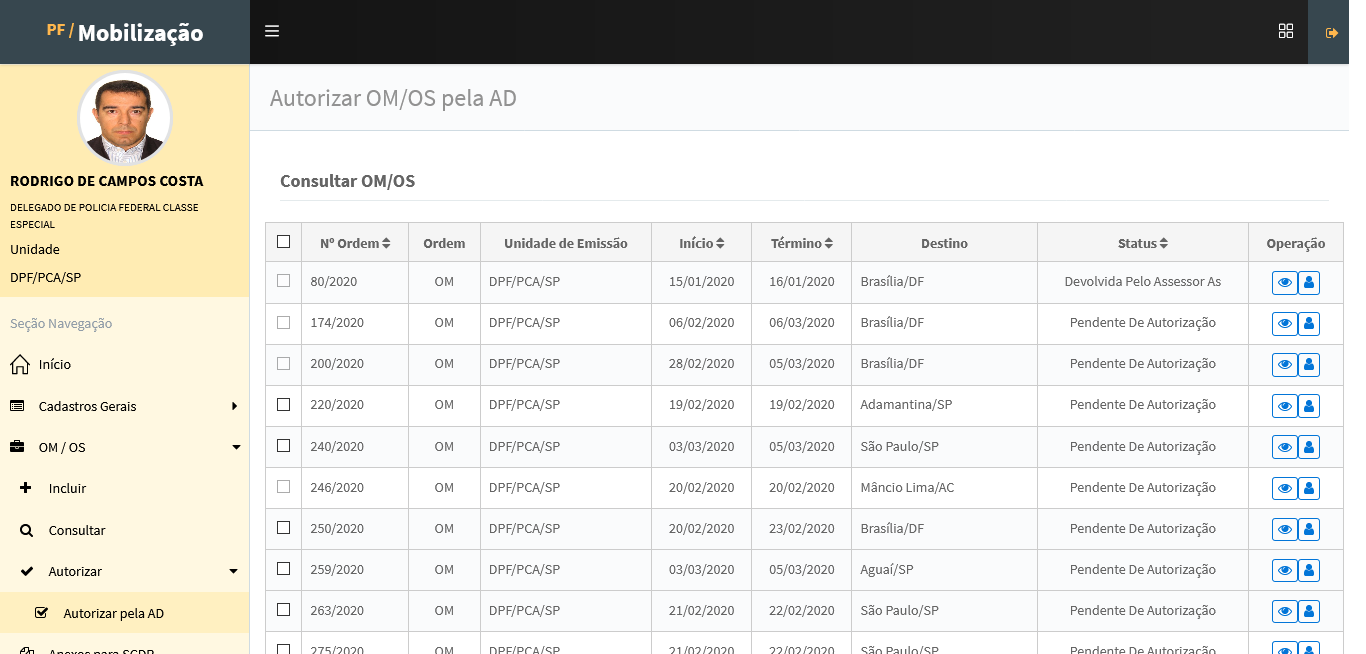 PF / Mobilização
RODRIGO DE CAMPOS COSTA
DELEGADO DE POLICIA FEDERAL CLASSE
ESPECIAL
Unidade
DPF/PCA/SP
Seção Navegação
Início
Cadastros Gerais
OM / OS
Incluir
Consultar
Autorizar
Autorizar pela AD
Anexos para SCDP
Autorizar OM/OS pela AD
Consultar OM/OS
Nº Ordem Ordem Unidade de Emissão Início Término Destino Status Operação
80/2020 OM DPF/PCA/SP 15/01/2020 16/01/2020 Brasília/DF Devolvida Pelo Assessor As
174/2020 OM DPF/PCA/SP 06/02/2020 06/03/2020 Brasília/DF Pendente De Autorização
200/2020 OM DPF/PCA/SP 28/02/2020 05/03/2020 Brasília/DF Pendente De Autorização
220/2020 OM DPF/PCA/SP 19/02/2020 19/02/2020 Adamantina/SP Pendente De Autorização
240/2020 OM DPF/PCA/SP 03/03/2020 05/03/2020 São Paulo/SP Pendente De Autorização
246/2020 OM DPF/PCA/SP 20/02/2020 20/02/2020 Mâncio Lima/AC Pendente De Autorização
250/2020 OM DPF/PCA/SP 20/02/2020 23/02/2020 Brasília/DF Pendente De Autorização
259/2020 OM DPF/PCA/SP 03/03/2020 05/03/2020 Aguaí/SP Pendente De Autorização
263/2020 OM DPF/PCA/SP 21/02/2020 22/02/2020 São Paulo/SP Pendente De Autorização
275/2020 OM DPF/PCA/SP 21/02/2020 22/02/2020 São Paulo/SP Pendente De Autorização